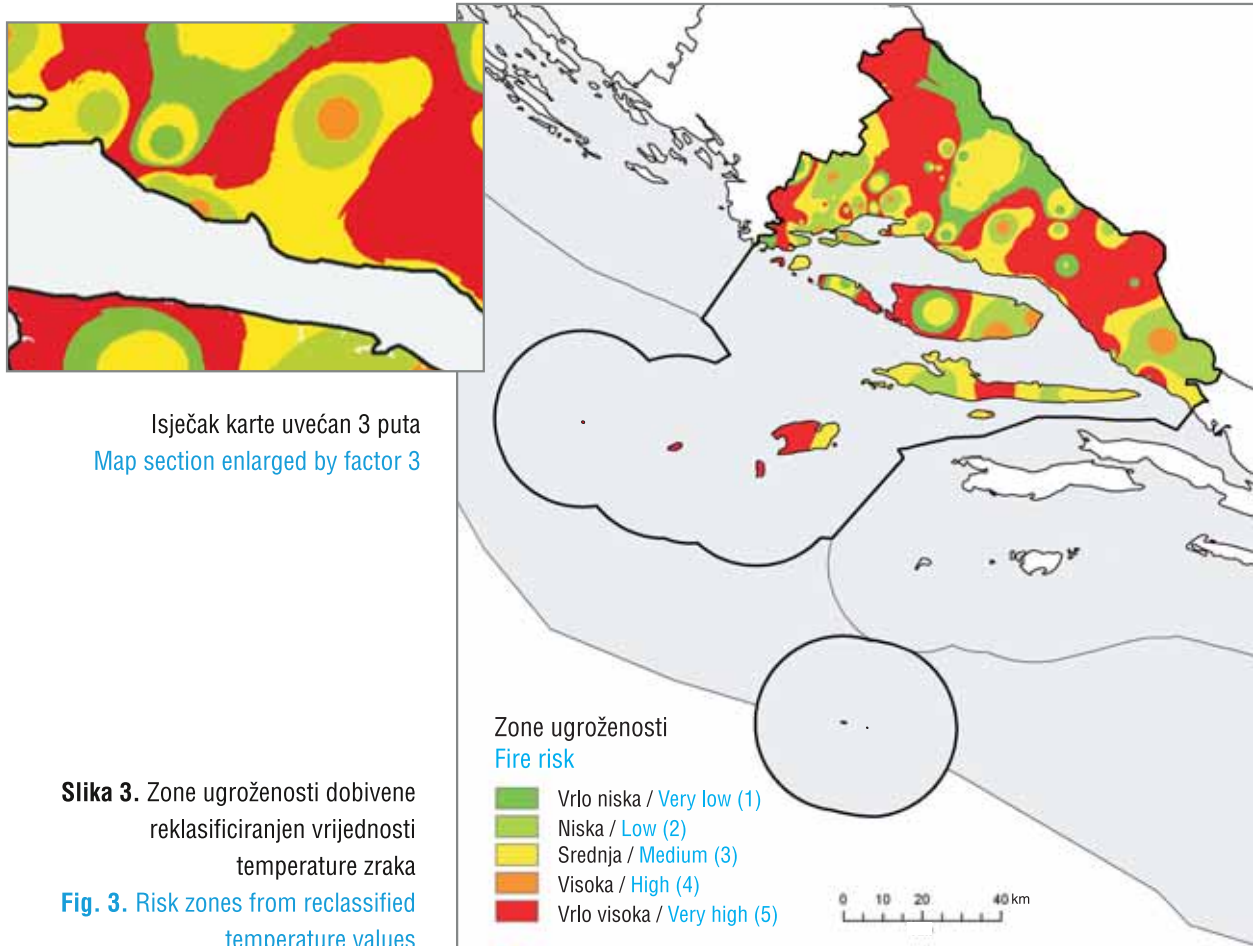 Isječak karte uvećan 3 puta
Map section enlarged by factor 3
Slika 3. Zone ugroženosti dobivene
reklasificiranjen vrijednosti
temperature zraka
Fig. 3. Risk zones from reclassified
temperature values
Zone ugroženosti
Fire risk
Vrlo niska / Very low (1)
Niska / Low (2)
Srednja / Medium (3)
Visoka / High (4)
Vrlo visoka / Very high (5)
0 10 20 40 km